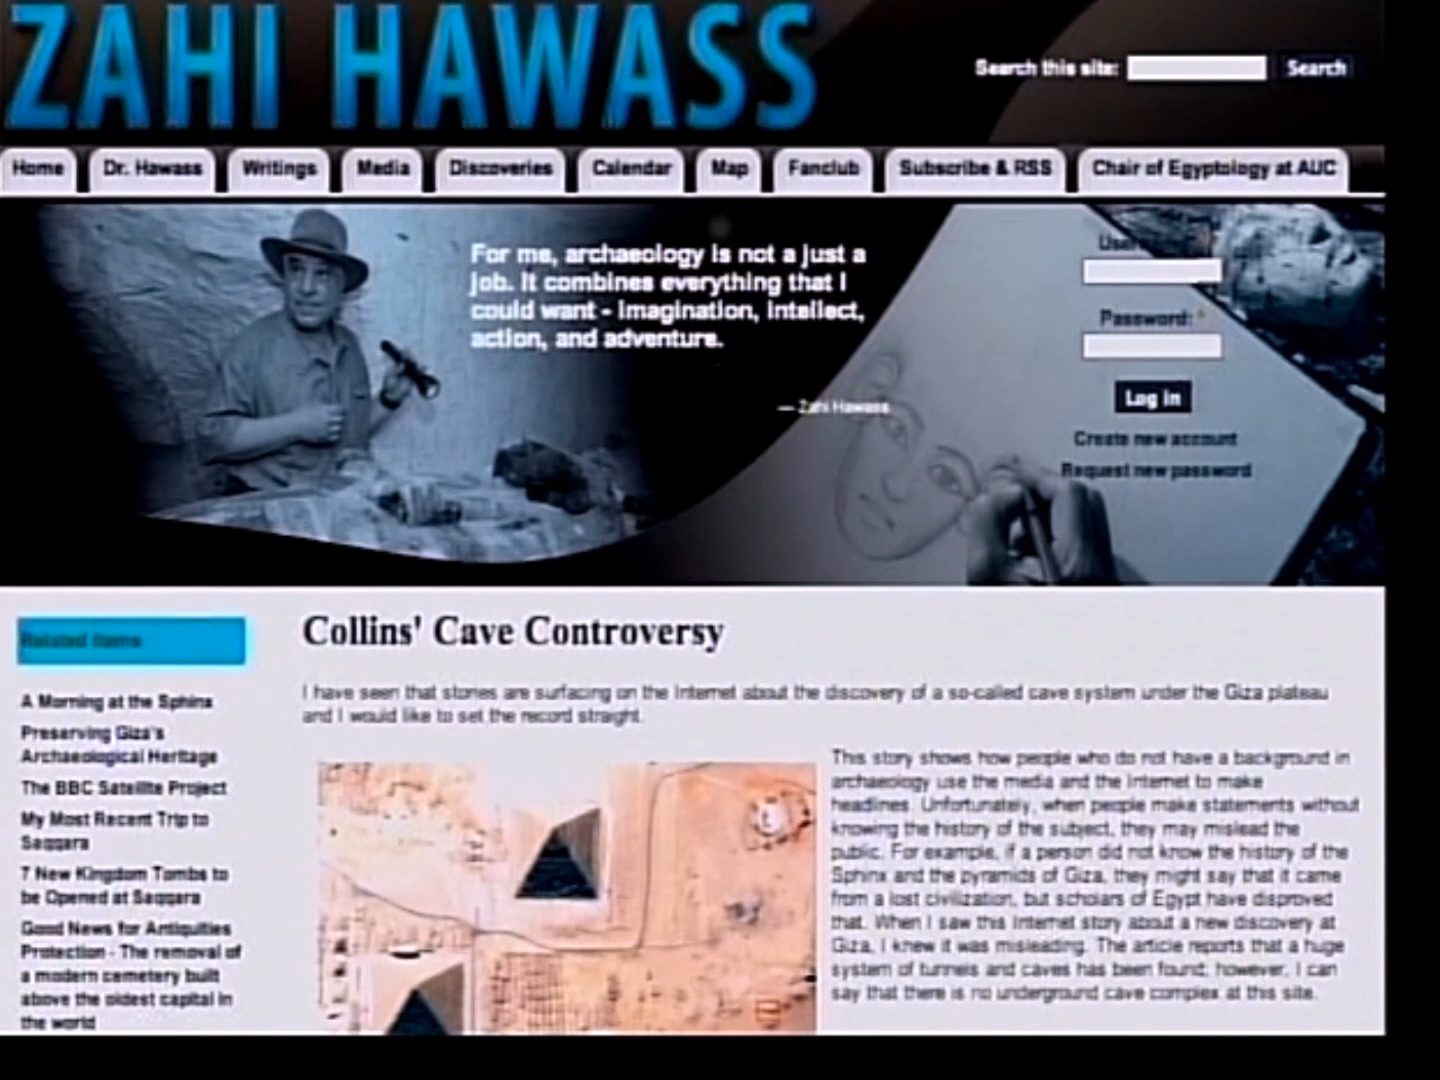 ZAHI HAWASS
Search this site:
Search
Home
Dr. Hawass
Writings
Media
Discoveries
Calendar
Map
Fanclub
Subscribe & RSS
Chair of Egyptology at AUC
For me, archaeology is not a just a
job. It combines everything that I
could want - imagination, intellect,
action, and adventure.
— Zahi Hawass
Password: *
Log in
Create new account
Request new password
Related Items
A Morning at the Sphinx
Preserving Giza's
Archaeological Heritage
The BBC Satellite Project
My Most Recent Trip to
Saqqara
7 New Kingdom Tombs to
be Opened at Saqqara
Good News for Antiquities
Protection - The removal of
a modern cemetery built
above the oldest capital in
the world
Collins' Cave Controversy
I have seen that stories are surfacing on the Internet about the discovery of a so-called cave system under the Giza plateau
and I would like to set the record straight.
This story shows how people who do not have a background in
archaeology use the media and the Internet to make
headlines. Unfortunately, when people make statements without
knowing the history of the subject, they may mislead the
public. For example, if a person did not know the history of the
Sphinx and the pyramids of Giza, they might say that it came
from a lost civilization, but scholars of Egypt have disproved
that. When I saw this Internet story about a new discovery at
Giza, I knew it was misleading. The article reports that a huge
system of tunnels and caves has been found; however, I can
say that there is no underground cave complex at this site.